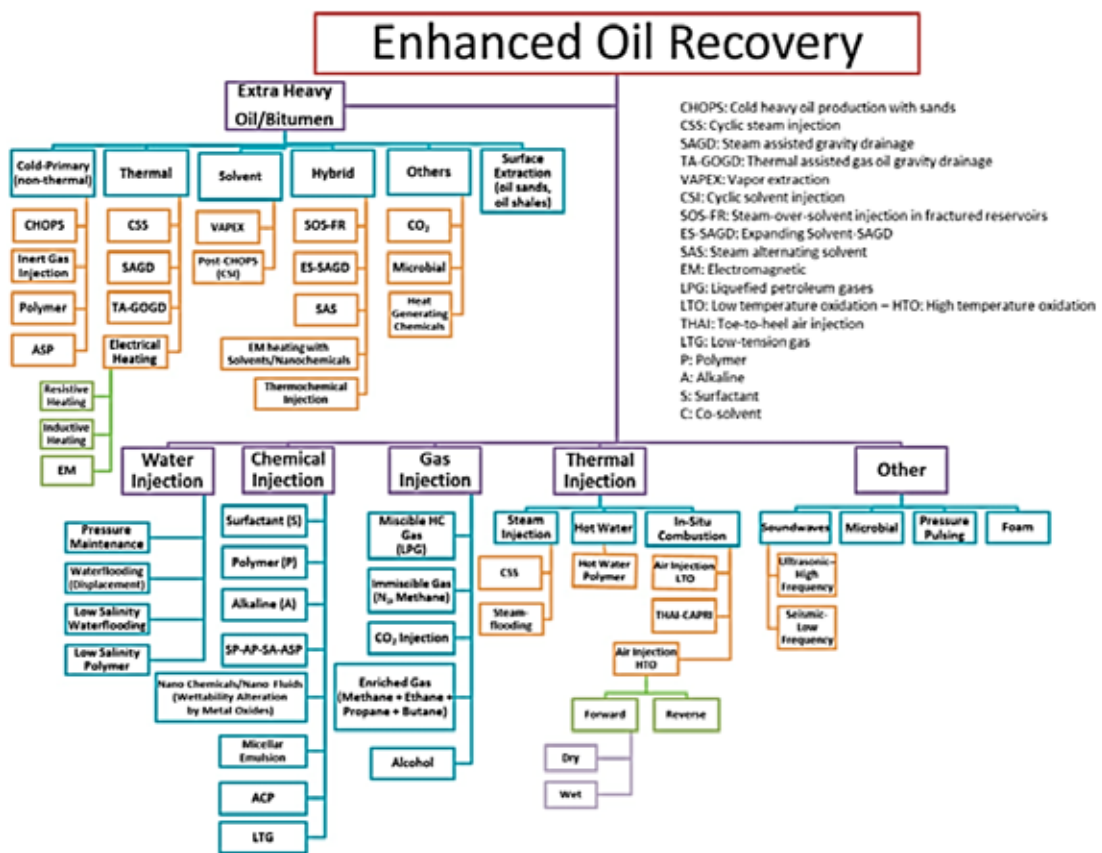 Enhanced Oil Recovery
Extra Heavy
Oil/Bitumen
CHOPS: Cold heavy oil production with sands
CSS: Cyclic steam injection
SAGD: Steam assisted gravity drainage
TA-GOGD: Thermal assisted gas oil gravity drainage
VAPEX: Vapor extraction
CSI: Cyclic solvent injection
SOS-FR: Steam-over-solvent injection in fractured reservoirs
ES-SAGD: Expanding Solvent-SAGD
SAS: Steam alternating solvent
EM: Electromagnetic
LPG: Liquefied petroleum gases
LTO: Low temperature oxidation – HTO: High temperature oxidation
THAI: Toe-to-heel air injection
LTG: Low-tension gas
P: Polymer
A: Alkaline
S: Surfactant
C: Co-solvent
Cold-Primary
(non-thermal)
CHOPS
Inert Gas
Injection
Polymer
ASP
Thermal
CSS
SAGD
TA-GOGD
Electrical
Heating
Resistive
Heating
Inductive
Heating
EM
Solvent
VAPEX
Post-CHOPS
(CSI)
Hybrid
SOS-FR
ES-SAGD
SAS
EM heating with
Solvents/Nanochemicals
Thermochemical
Injection
Others
CO₂
Microbial
Heat
Generating
Chemicals
Surface
Extraction
(oil sands,
oil shales)
Water
Injection
Pressure
Maintenance
Waterflooding
(Displacement)
Low Salinity
Waterflooding
Low Salinity
Polymer
Chemical
Injection
Surfactant (S)
Polymer (P)
Alkaline (A)
SP-AP-SA-ASP
Nano Chemicals/Nano Fluids
(Wettability Alteration
by Metal Oxides)
Micellar
Emulsion
ACP
LTG
Gas
Injection
Miscible HC
Gas
(LPG)
Immiscible Gas
(N₂, Methane)
CO₂ Injection
Enriched Gas
(Methane + Ethane +
Propane + Butane)
Alcohol
Thermal
Injection
Steam
Injection
CSS
Steam-
flooding
Hot Water
Hot Water
Polymer
In-Situ
Combustion
Air Injection
LTO
THAI-CAPRI
Air Injection
HTO
Forward
Reverse
Dry
Wet
Other
Soundwaves
Ultrasonic-
High
Frequency
Seismic-
Low
Frequency
Microbial
Pressure
Pulsing
Foam